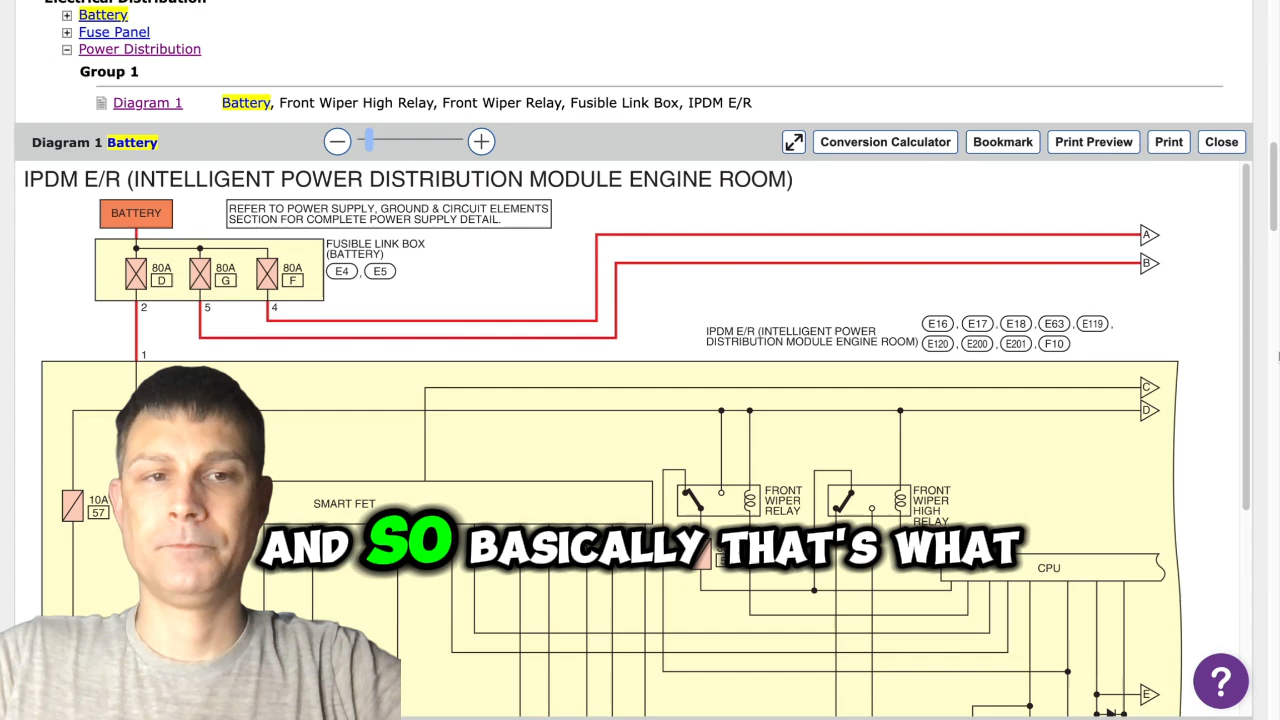 Electrical Distribution
Battery
Fuse Panel
Power Distribution
Group 1
Diagram 1 Battery, Front Wiper High Relay, Front Wiper Relay, Fusible Link Box, IPDM E/R
Diagram 1 Battery
Conversion Calculator
Bookmark
Print Preview
Print
Close
IPDM E/R (INTELLIGENT POWER DISTRIBUTION MODULE ENGINE ROOM)
BATTERY
REFER TO POWER SUPPLY, GROUND & CIRCUIT ELEMENTS
SECTION FOR COMPLETE POWER SUPPLY DETAIL.
A
B
FUSIBLE LINK BOX
(BATTERY)
E4 , E5
80A
D
80A
G
80A
F
2
5
4
1
IPDM E/R (INTELLIGENT POWER
DISTRIBUTION MODULE ENGINE ROOM)
E16 , E17 , E18 , E63 , E119 ,
E120 , E200 , E201 , F10
C
D
10A
57
SMART FET
FRONT
WIPER
RELAY
FRONT
WIPER
HIGH
RELAY
AND SO BASICALLY THAT'S WHAT
CPU
E
?